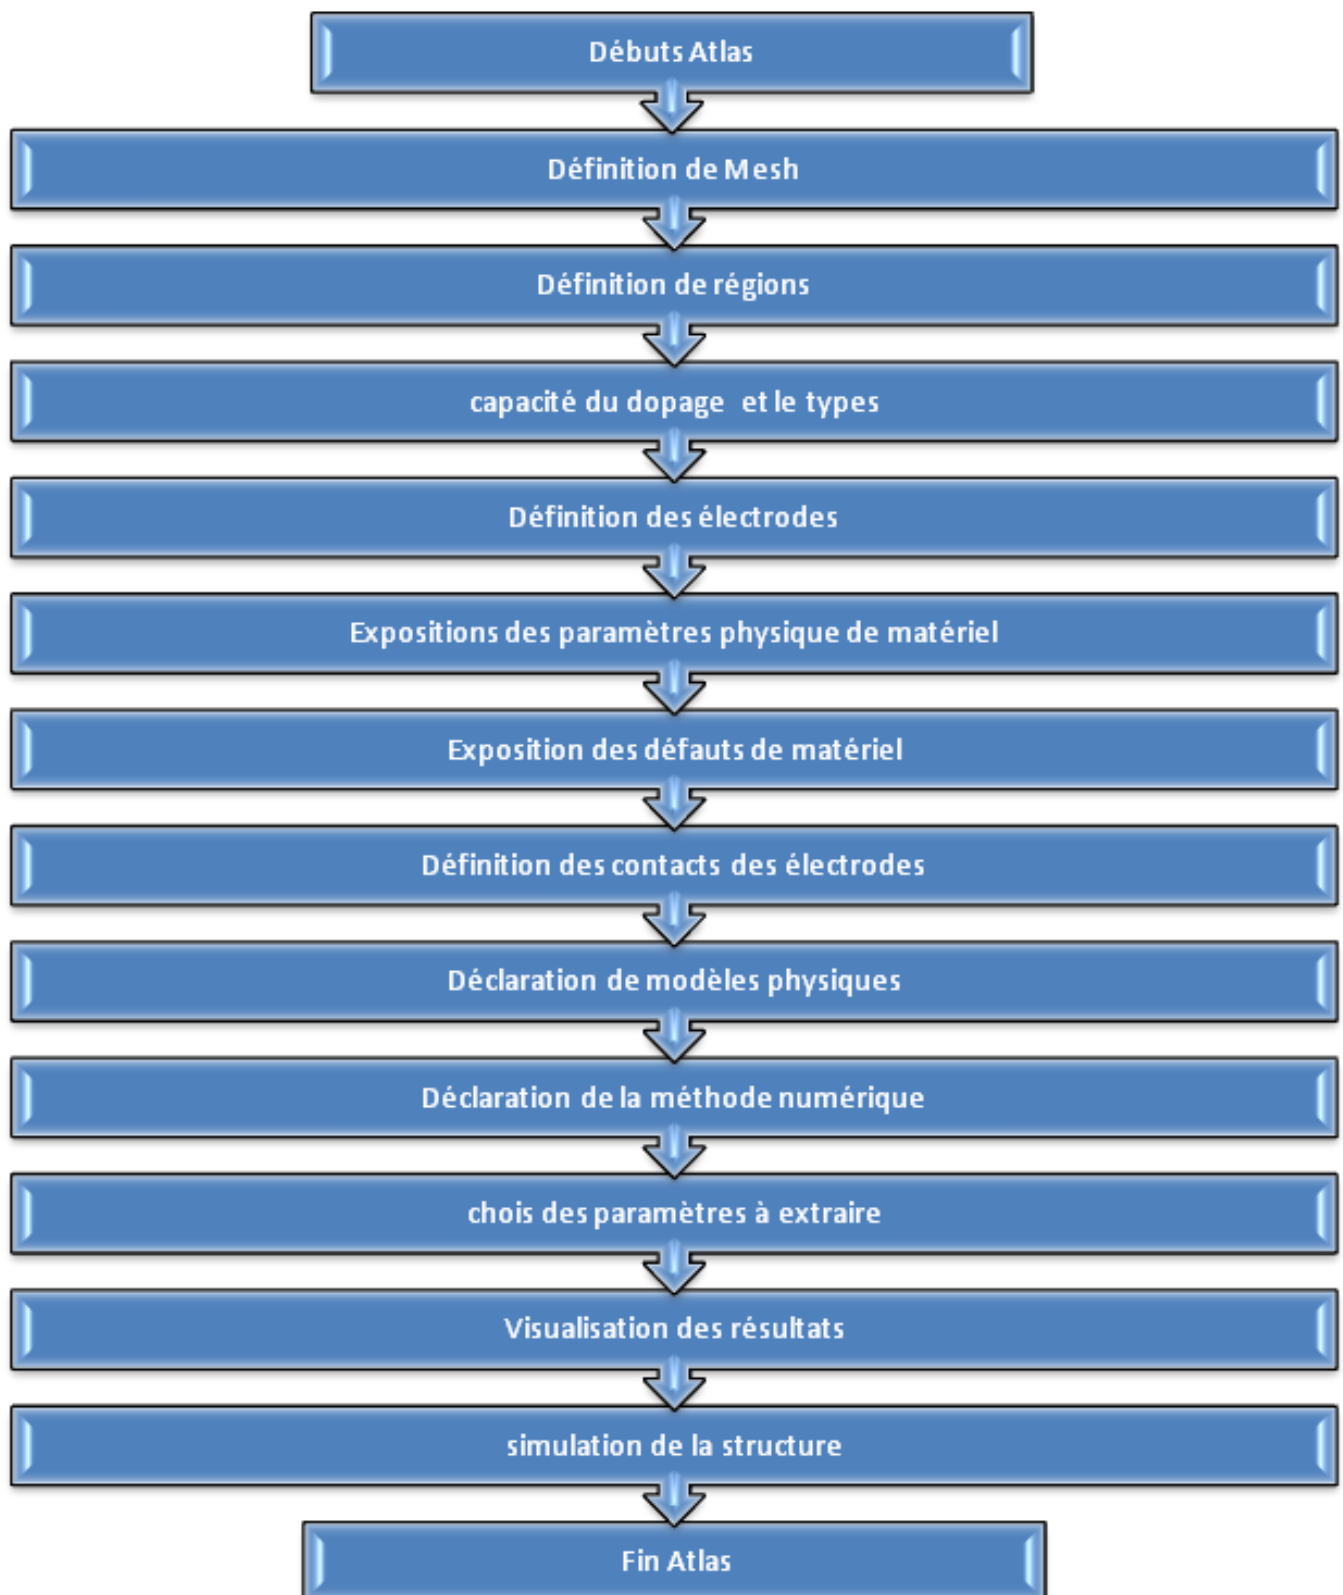 Débuts Atlas
Définition de Mesh
Définition de régions
capacité du dopage et le types
Définition des électrodes
Expositions des paramètres physique de matériel
Exposition des défauts de matériel
Définition des contacts des électrodes
Déclaration de modèles physiques
Déclaration de la méthode numérique
chois des paramètres à extraire
Visualisation des résultats
simulation de la structure
Fin Atlas